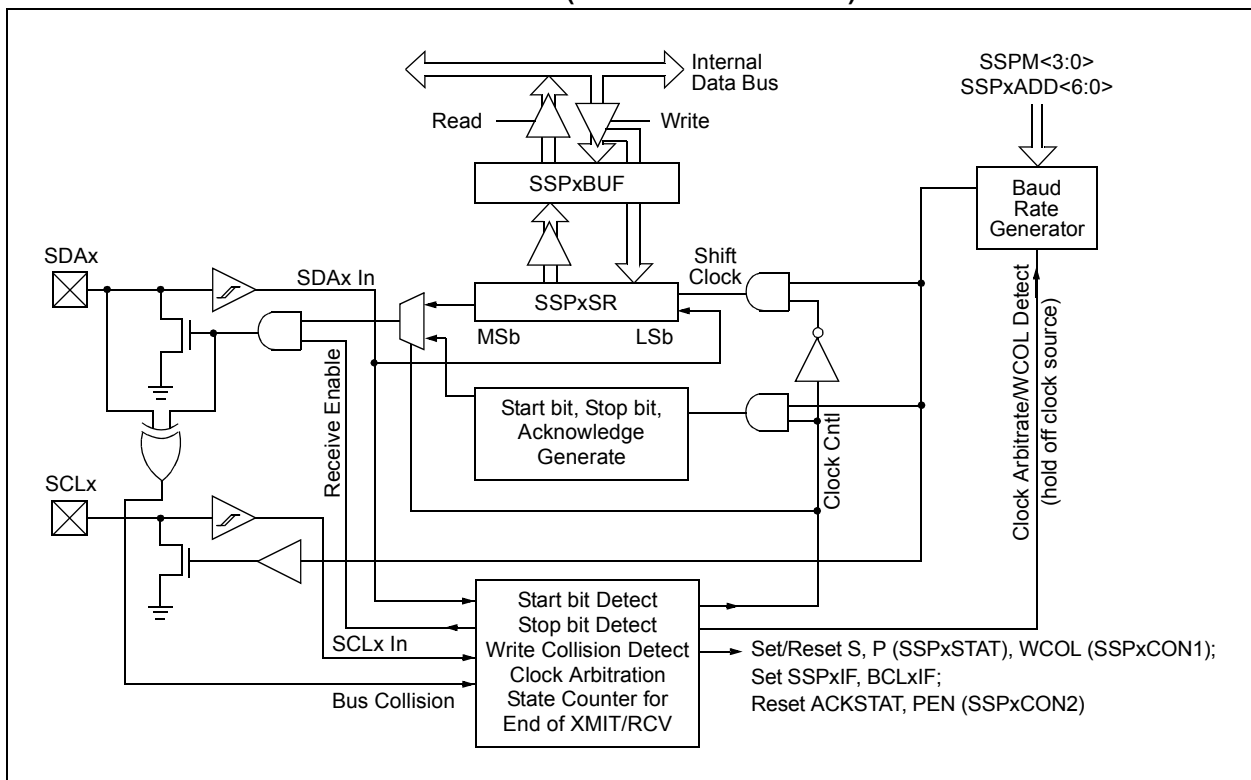 Internal
Data Bus
SSPM<3:0>
SSPxADD<6:0>
Read
Write
SSPxBUF
Baud
Rate
Generator
SDAx
SDAx In
Shift
Clock
SSPxSR
MSb
LSb
Receive Enable
Start bit, Stop bit,
Acknowledge
Generate
Clock Cntl
Clock Arbitrate/WCOL Detect
(hold off clock source)
SCLx
SCLx In
Bus Collision
Start bit Detect
Stop bit Detect
Write Collision Detect
Clock Arbitration
State Counter for
End of XMIT/RCV
Set/Reset S, P (SSPxSTAT), WCOL (SSPxCON1);
Set SSPxIF, BCLxIF;
Reset ACKSTAT, PEN (SSPxCON2)